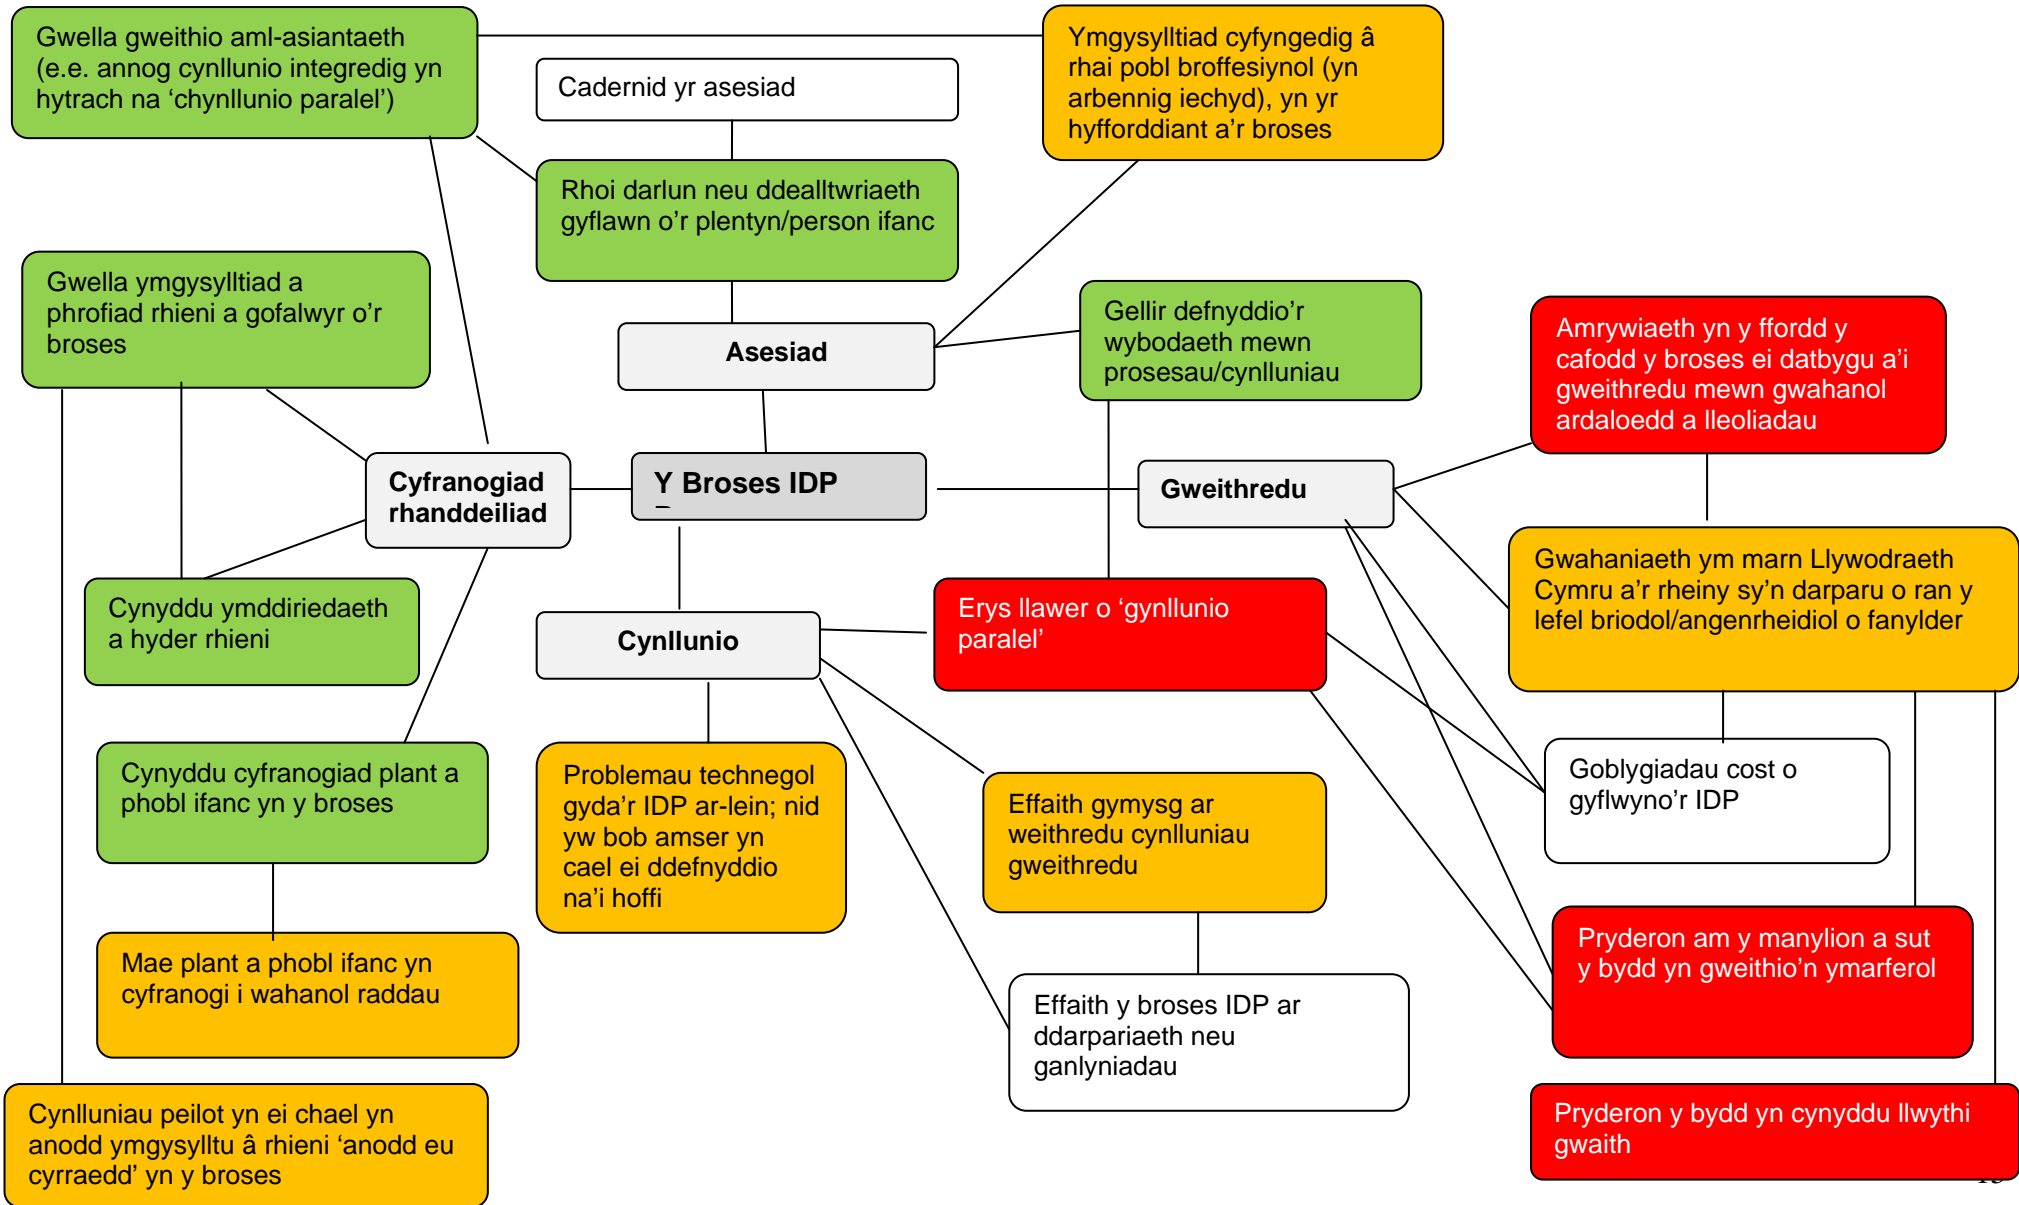 Gwella gweithio aml-asiantaeth
(e.e. annog cynllunio integredig yn
hytrach na ‘chynllunio paralel’)
Cadernid yr asesiad
Ymgysylltiad cyfyngedig â
rhai pobl broffesiynol (yn
arbennig iechyd), yn yr
hyfforddiant a’r broses
Rhoi darlun neu ddealltwriaeth
gyflawn o’r plentyn/person ifanc
Gwella ymgysylltiad a
phrofiad rhieni a gofalwyr o’r
broses
Asesiad
Gellir defnyddio’r
wybodaeth mewn
prosesau/cynlluniau
Amrywiaeth yn y ffordd y
cafodd y broses ei datbygu a’i
gweithredu mewn gwahanol
ardaloedd a lleoliadau
Cyfranogiad
rhanddeiliad
Y Broses IDP
Gweithredu
Cynyddu ymddiriedaeth
a hyder rhieni
Cynllunio
Erys llawer o ‘gynllunio
paralel’
Gwahaniaeth ym marn Llywodraeth
Cymru a’r rheiny sy’n darparu o ran y
lefel briodol/angenrheidiol o fanylder
Cynyddu cyfranogiad plant a
phobl ifanc yn y broses
Problemau technegol
gyda’r IDP ar-lein; nid
yw bob amser yn
cael ei ddefnyddio
na’i hoffi
Effaith gymysg ar
weithredu cynlluniau
gweithredu
Goblygiadau cost o
gyflwyno’r IDP
Mae plant a phobl ifanc yn
cyfranogi i wahanol raddau
Effaith y broses IDP ar
ddarpariaeth neu
ganlyniadau
Pryderon am y manylion a sut
y bydd yn gweithio’n ymarferol
Cynlluniau peilot yn ei chael yn
anodd ymgysylltu â rhieni ‘anodd eu
cyrraedd’ yn y broses
Pryderon y bydd yn cynyddu llwythi
gwaith